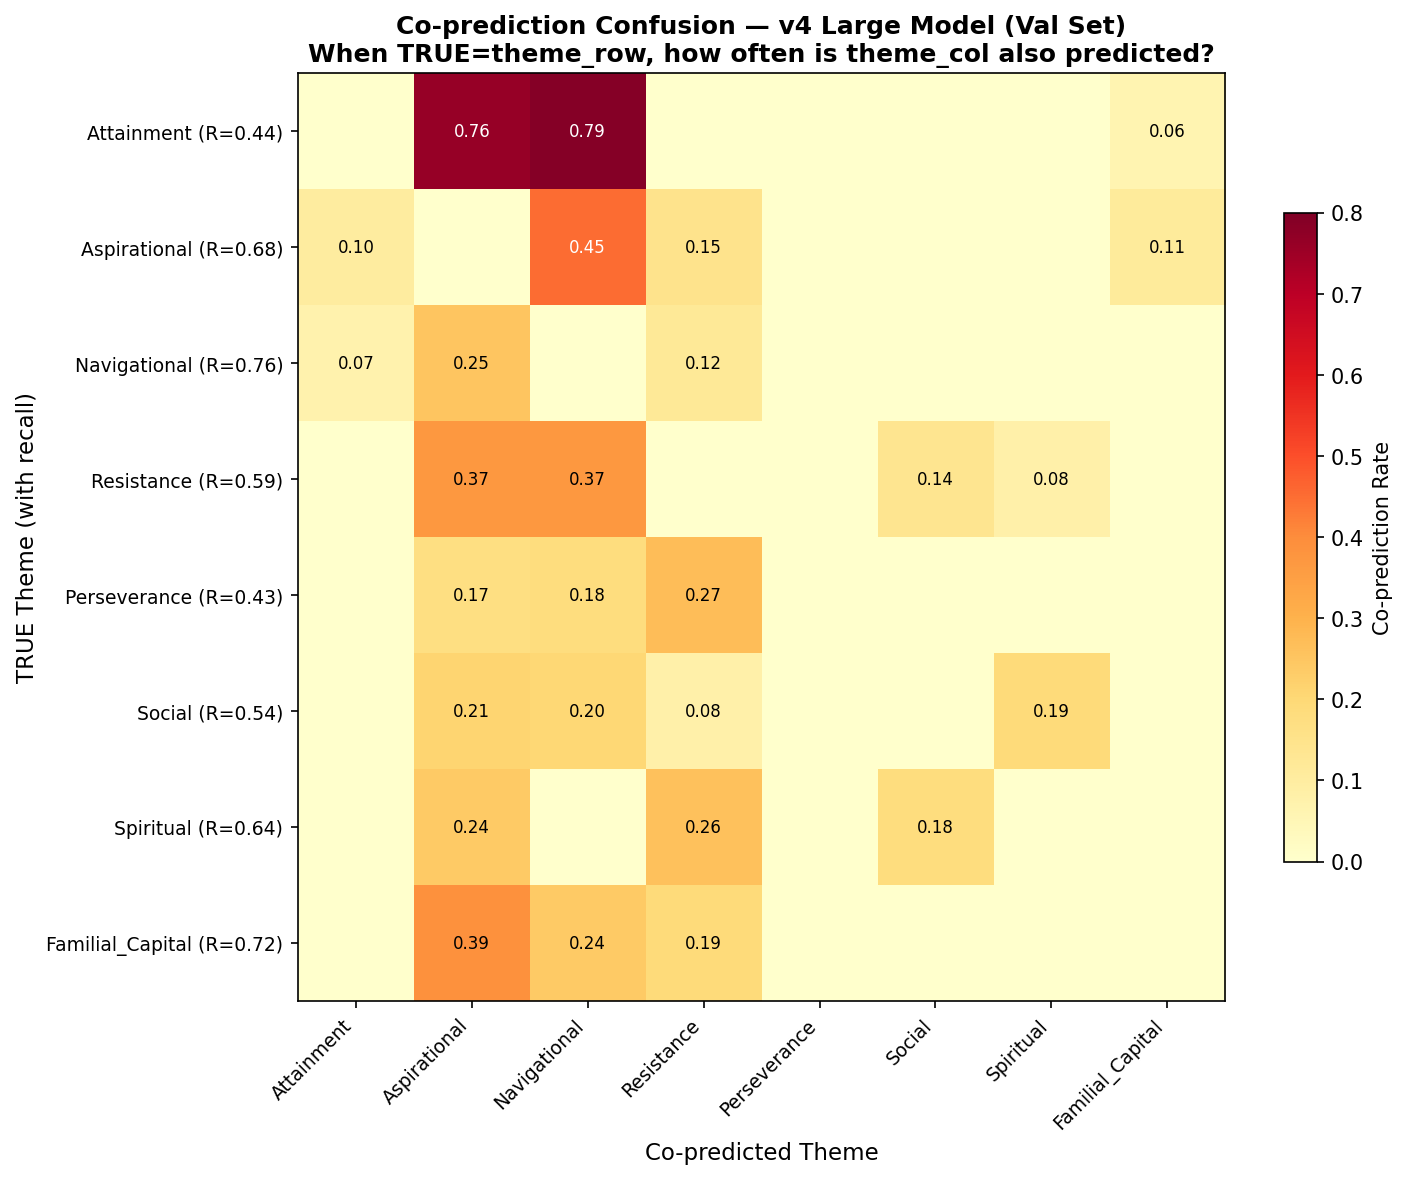 Co-prediction Confusion — v4 Large Model (Val Set)
When TRUE=theme_row, how often is theme_col also predicted?
TRUE Theme (with recall)
Attainment (R=0.44)
0.76 0.79 0.06
Aspirational (R=0.68)
0.10 0.45 0.15 0.11
Navigational (R=0.76)
0.07 0.25 0.12
Resistance (R=0.59)
0.37 0.37 0.14 0.08
Perseverance (R=0.43)
0.17 0.18 0.27
Social (R=0.54)
0.21 0.20 0.08 0.19
Spiritual (R=0.64)
0.24 0.26 0.18
Familial_Capital (R=0.72)
0.39 0.24 0.19
Attainment
Aspirational
Navigational
Resistance
Perseverance
Social
Spiritual
Familial_Capital
Co-predicted Theme
0.8
0.7
0.6
0.5
0.4
0.3
0.2
0.1
0.0
Co-prediction Rate